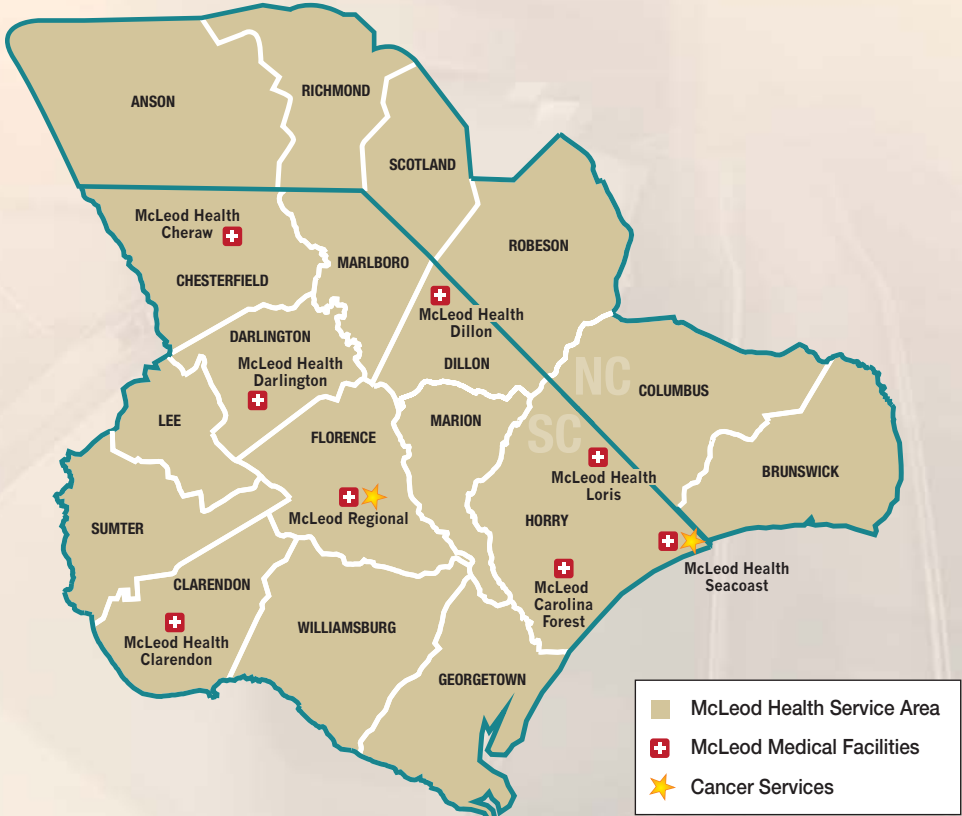 RICHMOND
ANSON
SCOTLAND
McLeod Health
Cheraw
ROBESON
MARLBORO
CHESTERFIELD
McLeod Health
Dillon
DARLINGTON
McLeod Health
Darlington
DILLON
NC
COLUMBUS
LEE
MARION
FLORENCE
SC
BRUNSWICK
McLeod Health
Loris
McLeod Regional
HORRY
SUMTER
McLeod Health
Seacoast
CLARENDON
McLeod
Carolina
Forest
WILLIAMSBURG
McLeod Health
Clarendon
GEORGETOWN
McLeod Health Service Area
McLeod Medical Facilities
Cancer Services